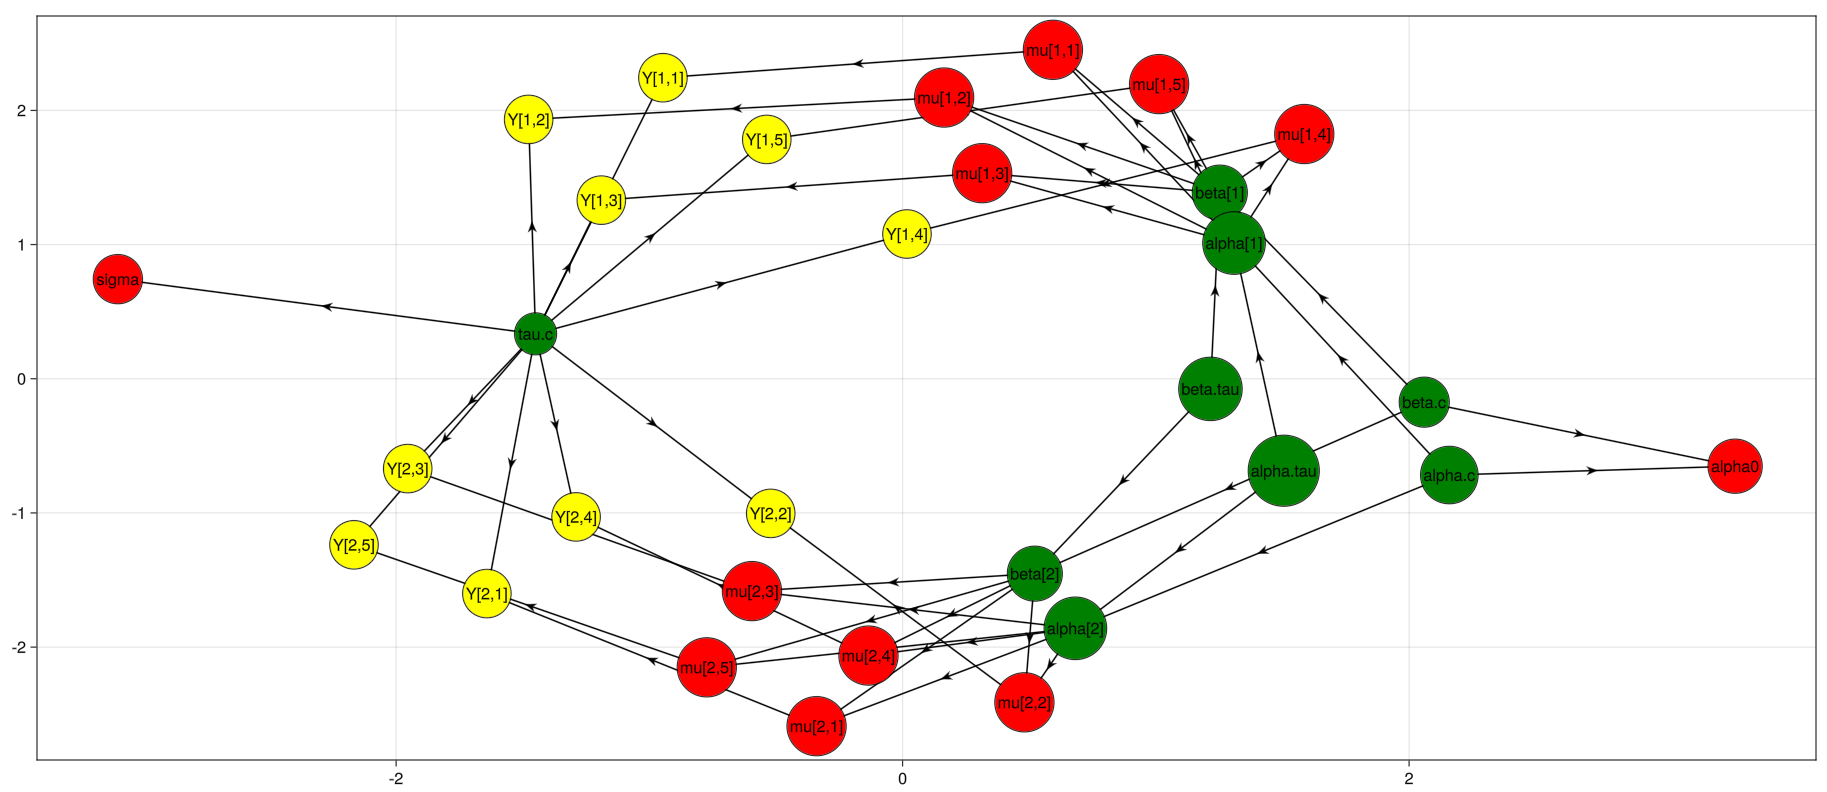 mu[1,1]
Y[1,1]
mu[1,5]
mu[1,2]
2
Y[1,2]
mu[1,4]
Y[1,5]
mu[1,3]
beta[1]
Y[1,3]
Y[1,4]
alpha[1]
1
sigma
tau.c
0
beta.tau
beta.c
Y[2,3]
alpha.tau
alpha.c
alpha0
-1
Y[2,4]
Y[2,2]
Y[2,5]
beta[2]
Y[2,1]
mu[2,3]
alpha[2]
-2
mu[2,4]
mu[2,5]
mu[2,2]
mu[2,1]
-2
0
2